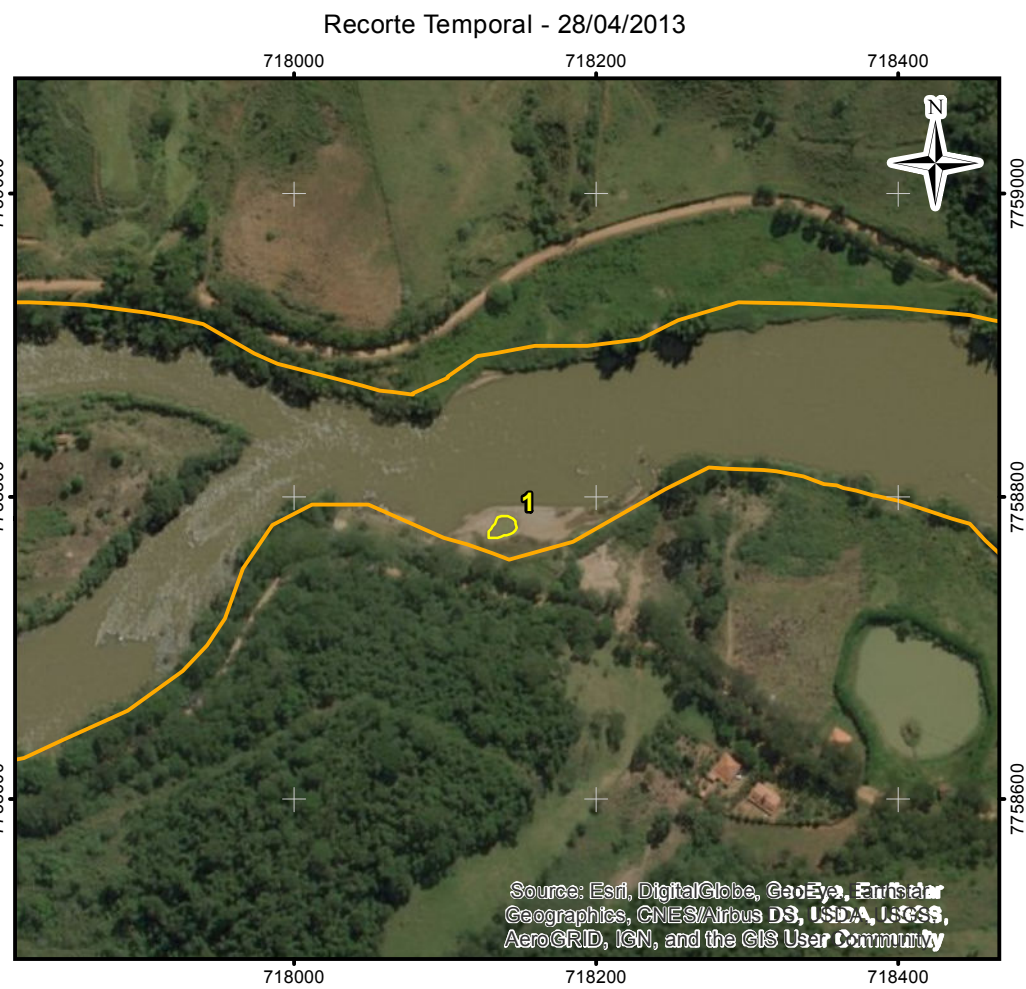 Recorte Temporal - 28/04/2013
718000 718200 718400
N
7759000
1
7758800
7758600
Source: Esri, DigitalGlobe, GeoEye, Earthstar
Geographics, CNES/Airbus DS, USDA, USGS,
AeroGRID, IGN, and the GIS User Community
718000 718200 718400